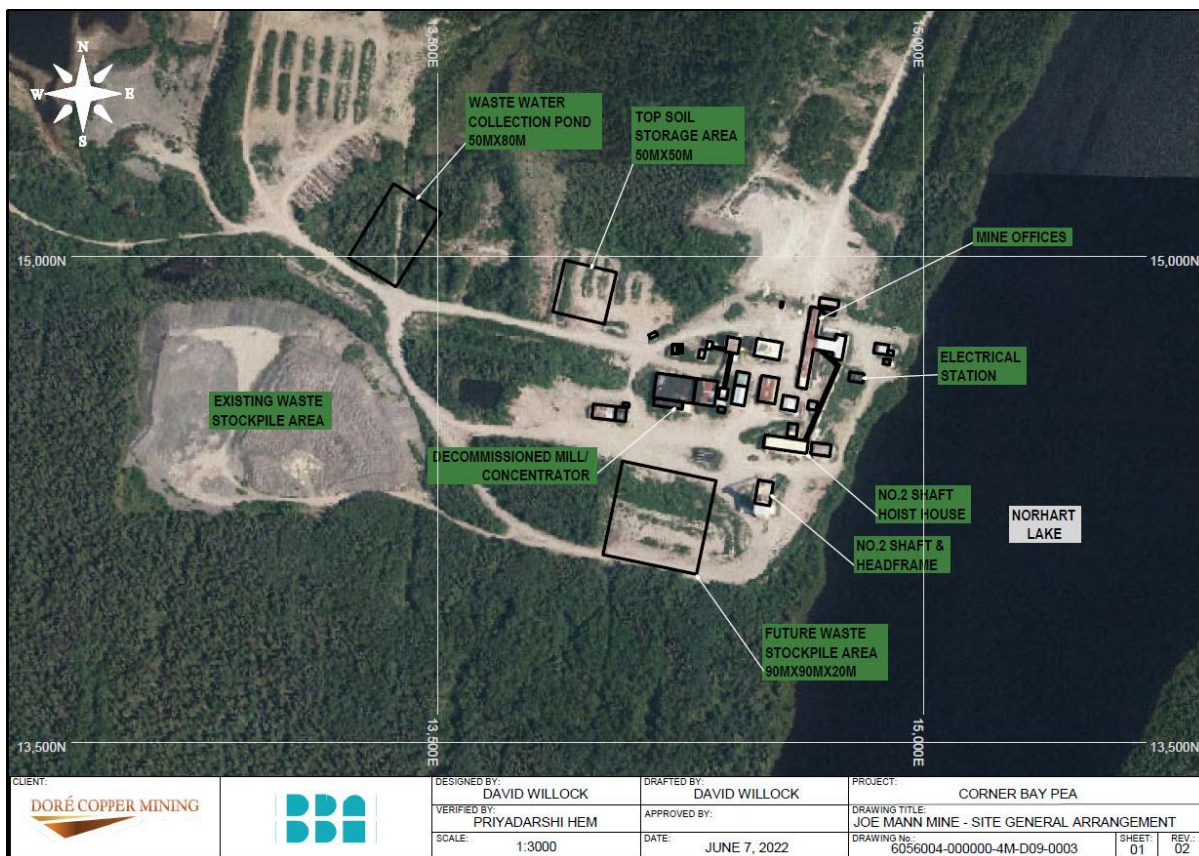 N
W E
S
13,500E
15,000E
WASTE WATER
COLLECTION POND
50MX80M
TOP SOIL
STORAGE AREA
50MX50M
MINE OFFICES
15,000N
15,000N
ELECTRICAL
STATION
EXISTING WASTE
STOCKPILE AREA
DECOMMISSIONED MILL/
CONCENTRATOR
NO.2 SHAFT
HOIST HOUSE
NORHART
LAKE
NO.2 SHAFT &
HEADFRAME
FUTURE WASTE
STOCKPILE AREA
90MX90MX20M
13,500E
15,000E
13,500N
13,500N
CLIENT:
DORÉ COPPER MINING
BBA
BBA
DESIGNED BY:
DAVID WILLOCK
DRAFTED BY:
DAVID WILLOCK
PROJECT:
CORNER BAY PEA
VERIFIED BY:
PRIYADARSHI HEM
APPROVED BY:
DRAWING TITLE:
JOE MANN MINE - SITE GENERAL ARRANGEMENT
SCALE:
1:3000
DATE:
JUNE 7, 2022
DRAWING No.:
6056004-000000-4M-D09-0003
SHEET:
01
REV.:
02